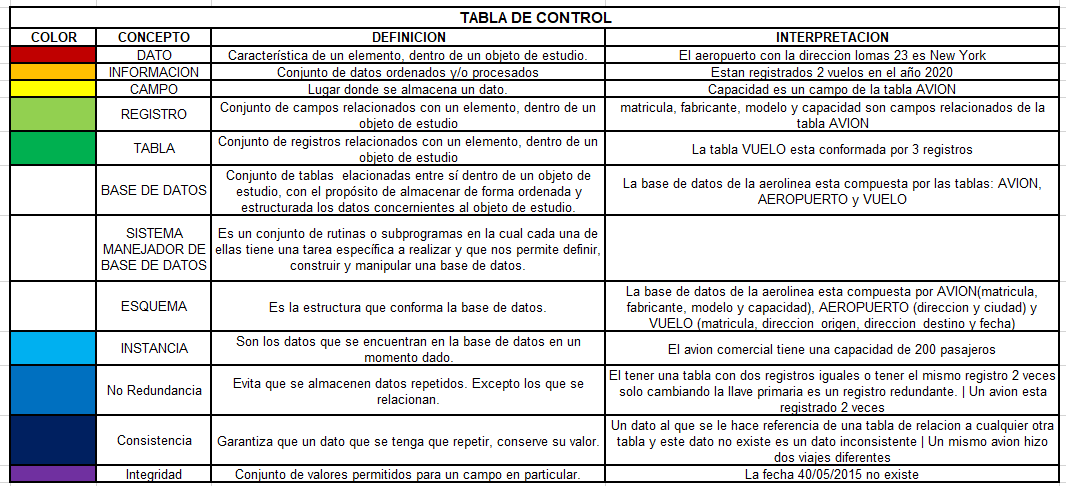 TABLA DE CONTROL
COLOR CONCEPTO DEFINICION INTERPRETACION
DATO Característica de un elemento, dentro de un objeto de estudio. El aeropuerto con la direccion lomas 23 es New York
INFORMACION Conjunto de datos ordenados y/o procesados Estan registrados 2 vuelos en el año 2020
CAMPO Lugar donde se almacena un dato. Capacidad es un campo de la tabla AVION
REGISTRO
Conjunto de campos relacionados con un elemento, dentro de un
objeto de estudio
matricula, fabricante, modelo y capacidad son campos relacionados de la
tabla AVION
TABLA
Conjunto de registros relacionados con un elemento, dentro de un
objeto de estudio
La tabla VUELO esta conformada por 3 registros
BASE DE DATOS
Conjunto de tablas elacionadas entre sí dentro de un objeto de
estudio, con el propósito de almacenar de forma ordenada y
estructurada los datos concernientes al objeto de estudio.
La base de datos de la aerolinea esta compuesta por las tablas: AVION,
AEROPUERTO y VUELO
SISTEMA
MANEJADOR DE
BASE DE DATOS
Es un conjunto de rutinas o subprogramas en la cual cada una de
ellas tiene una tarea específica a realizar y que nos permite definir,
construir y manipular una base de datos.
ESQUEMA
Es la estructura que conforma la base de datos.
La base de datos de la aerolinea esta compuesta por AVION(matricula,
fabricante, modelo y capacidad), AEROPUERTO (direccion y ciudad) y
VUELO (matricula, direccion_origen, direccion_destino y fecha)
INSTANCIA
Son los datos que se encuentran en la base de datos en un
momento dado.
El avion comercial tiene una capacidad de 200 pasajeros
No Redundancia
Evita que se almacenen datos repetidos. Excepto los que se
relacionan.
El tener una tabla con dos registros iguales o tener el mismo registro 2 veces
solo cambiando la llave primaria es un registro redundante. | Un avion esta
registrado 2 veces
Consistencia
Garantiza que un dato que se tenga que repetir, conserve su valor.
Un dato al que se le hace referencia de una tabla de relacion a cualquier otra
tabla y este dato no existe es un dato inconsistente | Un mismo avion hizo
dos viajes diferentes
Integridad Conjunto de valores permitidos para un campo en particular. La fecha 40/05/2015 no existe